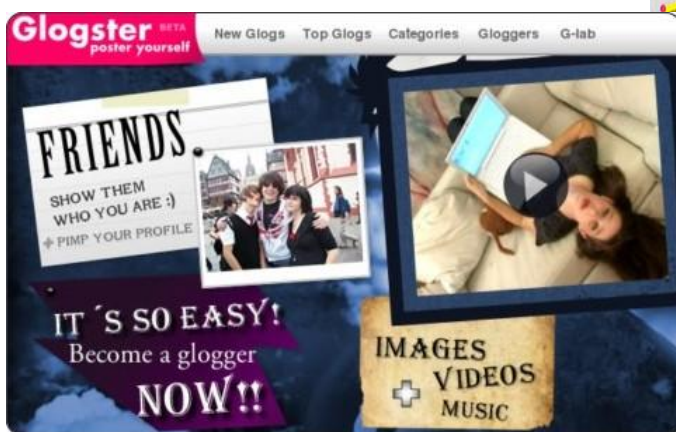 Glogster BETA
poster yourself
New Glogs Top Glogs Categories Gloggers G-lab
FRIENDS
SHOW THEM
WHO YOU ARE :)
+ PIMP YOUR PROFILE
IT ´S SO EASY!
Become a glogger
NOW!!
IMAGES
VIDEOS
+ MUSIC